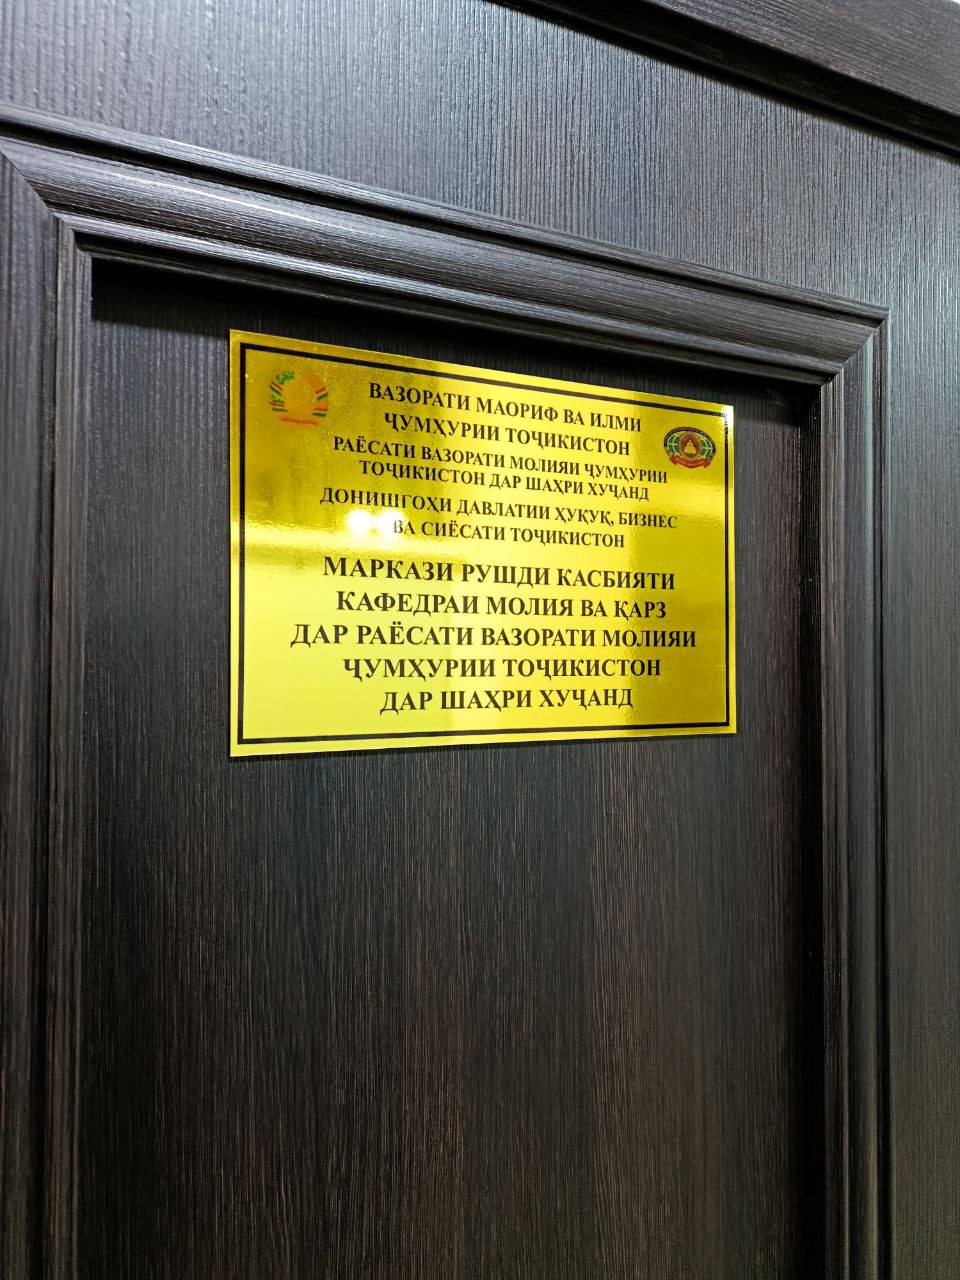 ВАЗОРАТИ МАОРИФ ВА ИЛМИ
ҶУМҲУРИИ ТОҶИКИСТОН
РАЁСАТИ ВАЗОРАТИ МОЛИЯИ ҶУМҲУРИИ
ТОҶИКИСТОН ДАР ШАҲРИ ХУҶАНД
ДОНИШГОҲИ ДАВЛАТИИ ҲУҚУҚ, БИЗНЕС
ВА СИЁСАТИ ТОҶИКИСТОН
МАРКАЗИ РУШДИ КАСБИЯТИ
КАФЕДРАИ МОЛИЯ ВА ҚАРЗ
ДАР РАЁСАТИ ВАЗОРАТИ МОЛИЯИ
ҶУМҲУРИИ ТОҶИКИСТОН
ДАР ШАҲРИ ХУҶАНД